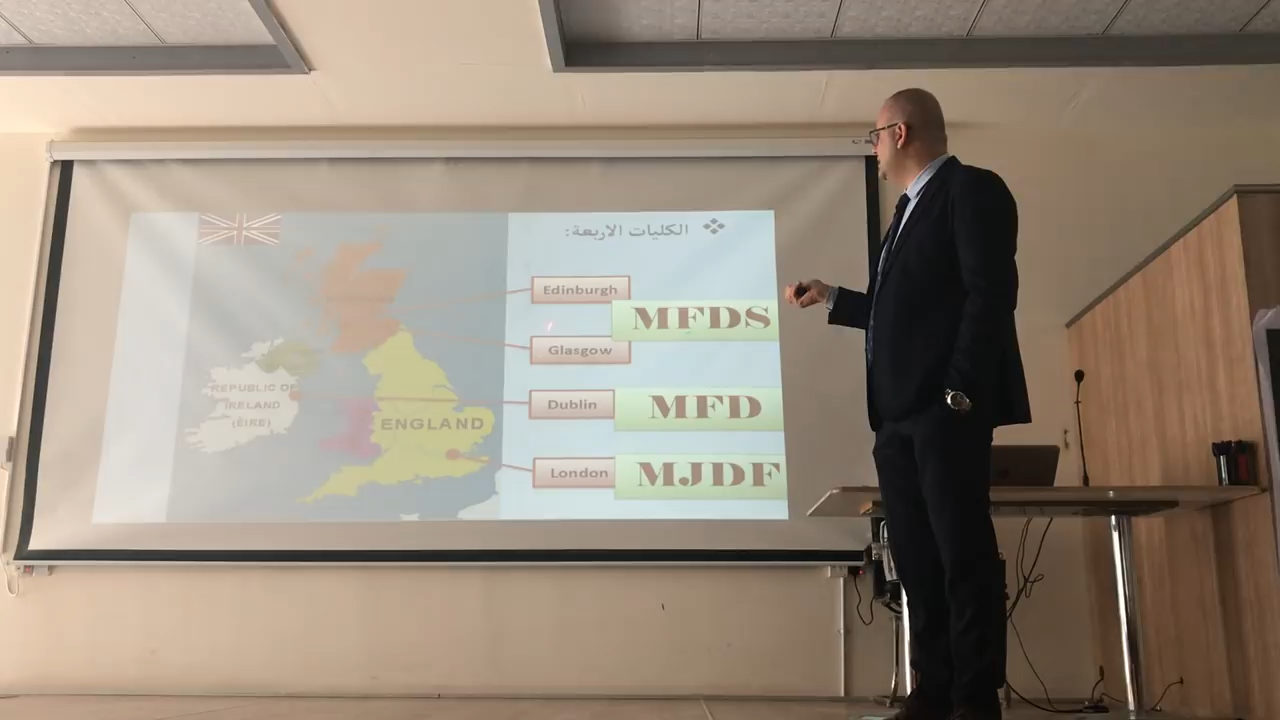 الكليات الاربعة:
Edinburgh
MFDS
Glasgow
Dublin
MFD
London
MJDF
REPUBLIC OF
IRELAND
(EIRE)
ENGLAND